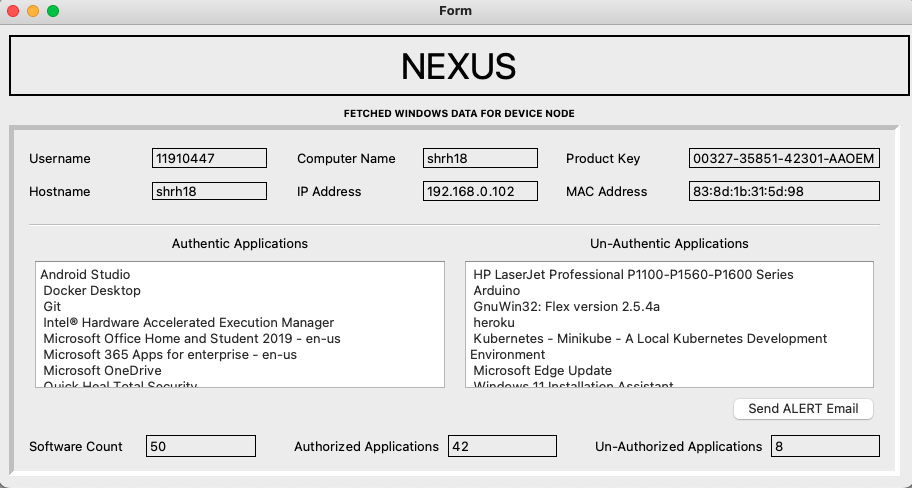 Form
NEXUS
FETCHED WINDOWS DATA FOR DEVICE NODE
Username 11910447 Computer Name shrh18 Product Key 00327-35851-42301-AAOEM
Hostname shrh18 IP Address 192.168.0.102 MAC Address 83:8d:1b:31:5d:98
Authentic Applications
Android Studio
Docker Desktop
Git
Intel® Hardware Accelerated Execution Manager
Microsoft Office Home and Student 2019 - en-us
Microsoft 365 Apps for enterprise - en-us
Microsoft OneDrive
Quick Heal Total Security
Un-Authentic Applications
HP LaserJet Professional P1100-P1560-P1600 Series
Arduino
GnuWin32: Flex version 2.5.4a
heroku
Kubernetes - Minikube - A Local Kubernetes Development
Environment
Microsoft Edge Update
Windows 11 Installation Assistant
Send ALERT Email
Software Count 50 Authorized Applications 42 Un-Authorized Applications 8